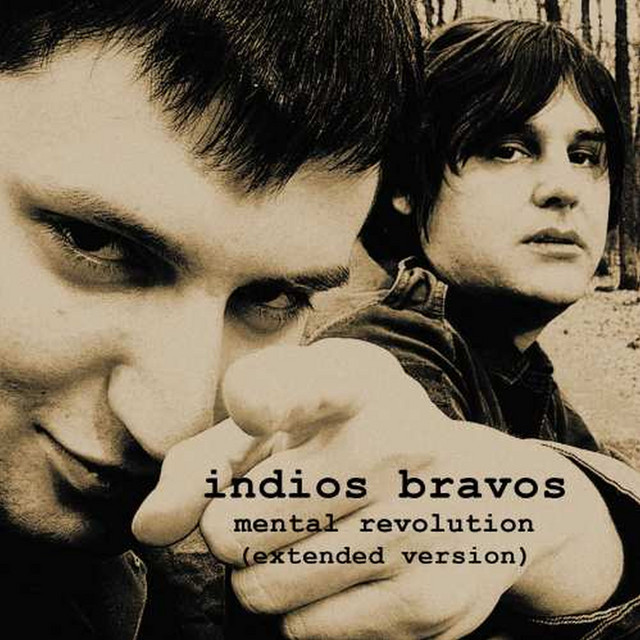 indios bravos
mental revolution
(extended version)